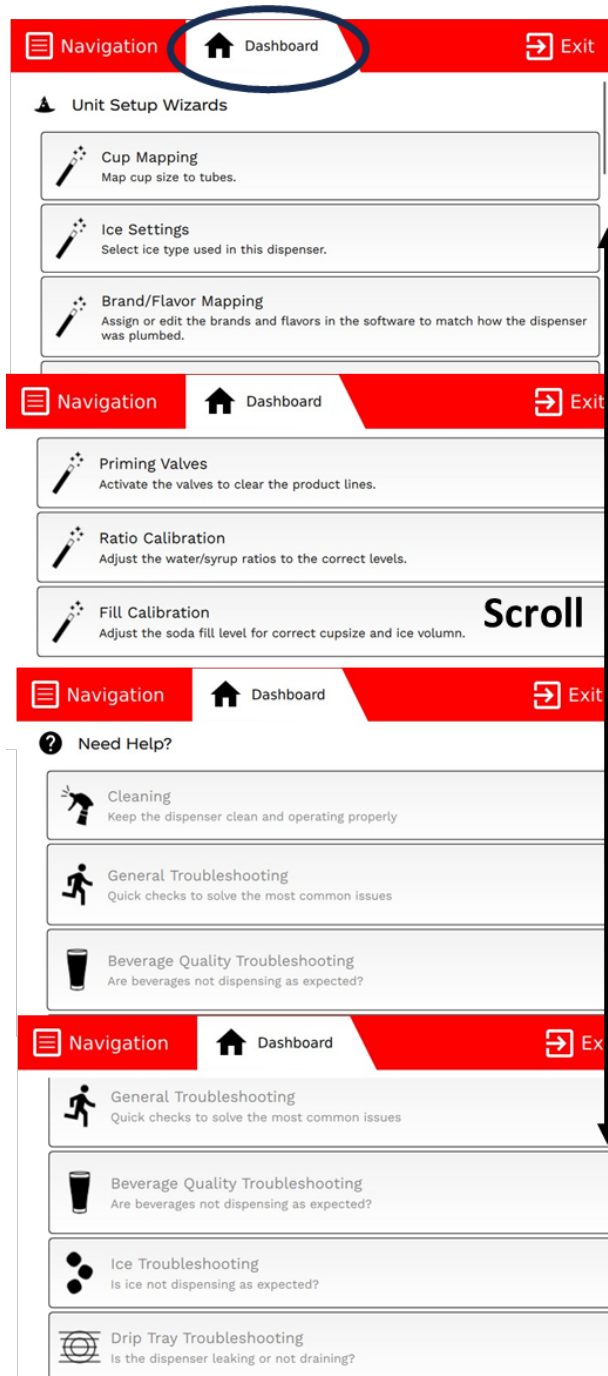 Navigation
Dashboard
Exit
Unit Setup Wizards
Cup Mapping
Map cup size to tubes.
Ice Settings
Select ice type used in this dispenser.
Brand/Flavor Mapping
Assign or edit the brands and flavors in the software to match how the dispenser
was plumbed.
Navigation
Dashboard
Exit
Priming Valves
Activate the valves to clear the product lines.
Ratio Calibration
Adjust the water/syrup ratios to the correct levels.
Fill Calibration
Adjust the soda fill level for correct cupsize and ice volumn.
Scroll
Navigation
Dashboard
Exit
Need Help?
Cleaning
Keep the dispenser clean and operating properly
General Troubleshooting
Quick checks to solve the most common issues
Beverage Quality Troubleshooting
Are beverages not dispensing as expected?
Navigation
Dashboard
Ex
General Troubleshooting
Quick checks to solve the most common issues
Beverage Quality Troubleshooting
Are beverages not dispensing as expected?
Ice Troubleshooting
Is ice not dispensing as expected?
Drip Tray Troubleshooting
Is the dispenser leaking or not draining?